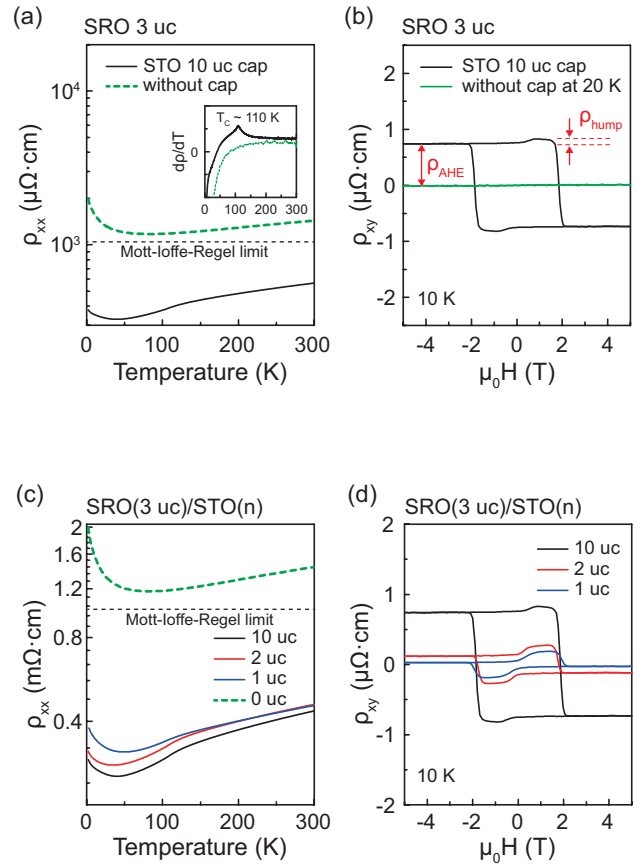 (a) SRO 3 uc
STO 10 uc cap
without cap
T_C ~ 110 K
dρ/dT
0
0 100 200 300
Mott-Ioffe-Regel limit
10^4
10^3
ρ_xx (μΩ·cm)
0 100 200 300
Temperature (K)
(b) SRO 3 uc
STO 10 uc cap
without cap at 20 K
ρ_hump
ρ_AHE
10 K
2
1
0
-1
-2
ρ_xy (μΩ·cm)
-4 -2 0 2 4
μ_0H (T)
(c) SRO(3 uc)/STO(n)
2
1.6
1.2
0.8
0.4
ρ_xx (mΩ·cm)
Mott-Ioffe-Regel limit
10 uc
2 uc
1 uc
0 uc
0 100 200 300
Temperature (K)
(d) SRO(3 uc)/STO(n)
10 uc
2 uc
1 uc
10 K
2
1
0
-1
-2
ρ_xy (μΩ·cm)
-4 -2 0 2 4
μ_0H (T)